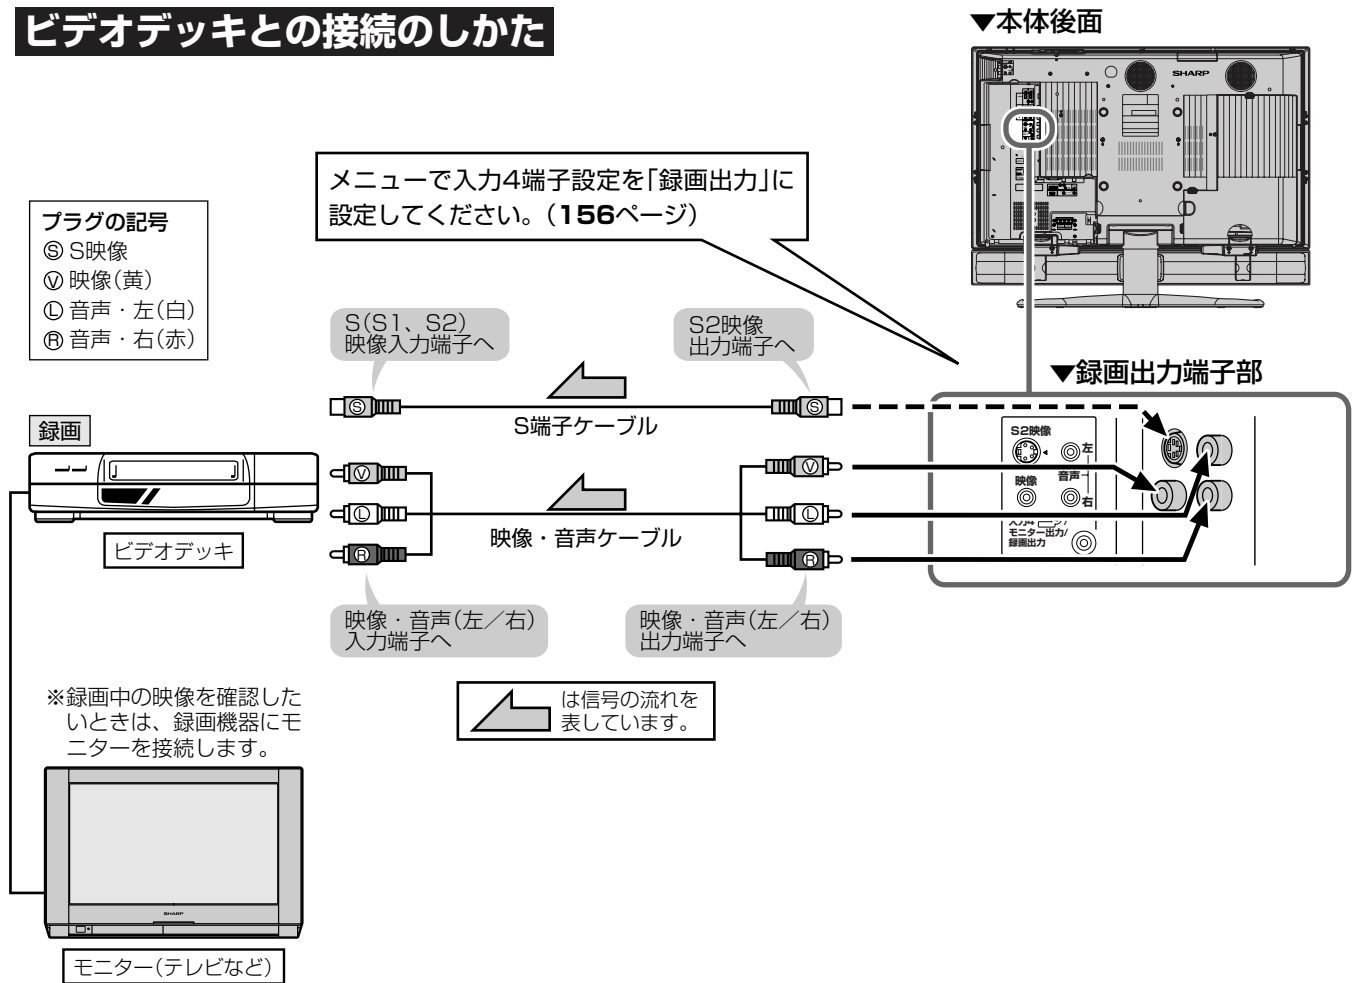 ビデオデッキとの接続のしかた
▼本体後面
SHARP
メニューで入力4端子設定を「録画出力」に
設定してください。(156ページ)
プラグの記号
Ⓢ S映像
Ⓥ 映像(黄)
Ⓛ 音声・左(白)
Ⓡ 音声・右(赤)
S(S1、S2)
映像入力端子へ
S2映像
出力端子へ
▼録画出力端子部
Ⓢ
Ⓢ
S端子ケーブル
録画
S2映像
左
映像
音声
右
モニター出力/
録画出力
Ⓥ
Ⓛ
Ⓡ
Ⓥ
Ⓛ
Ⓡ
映像・音声ケーブル
ビデオデッキ
映像・音声(左/右)
入力端子へ
映像・音声(左/右)
出力端子へ
は信号の流れを
表しています。
※録画中の映像を確認した
いときは、録画機器にモ
ニターを接続します。
SHARP
モニター(テレビなど)